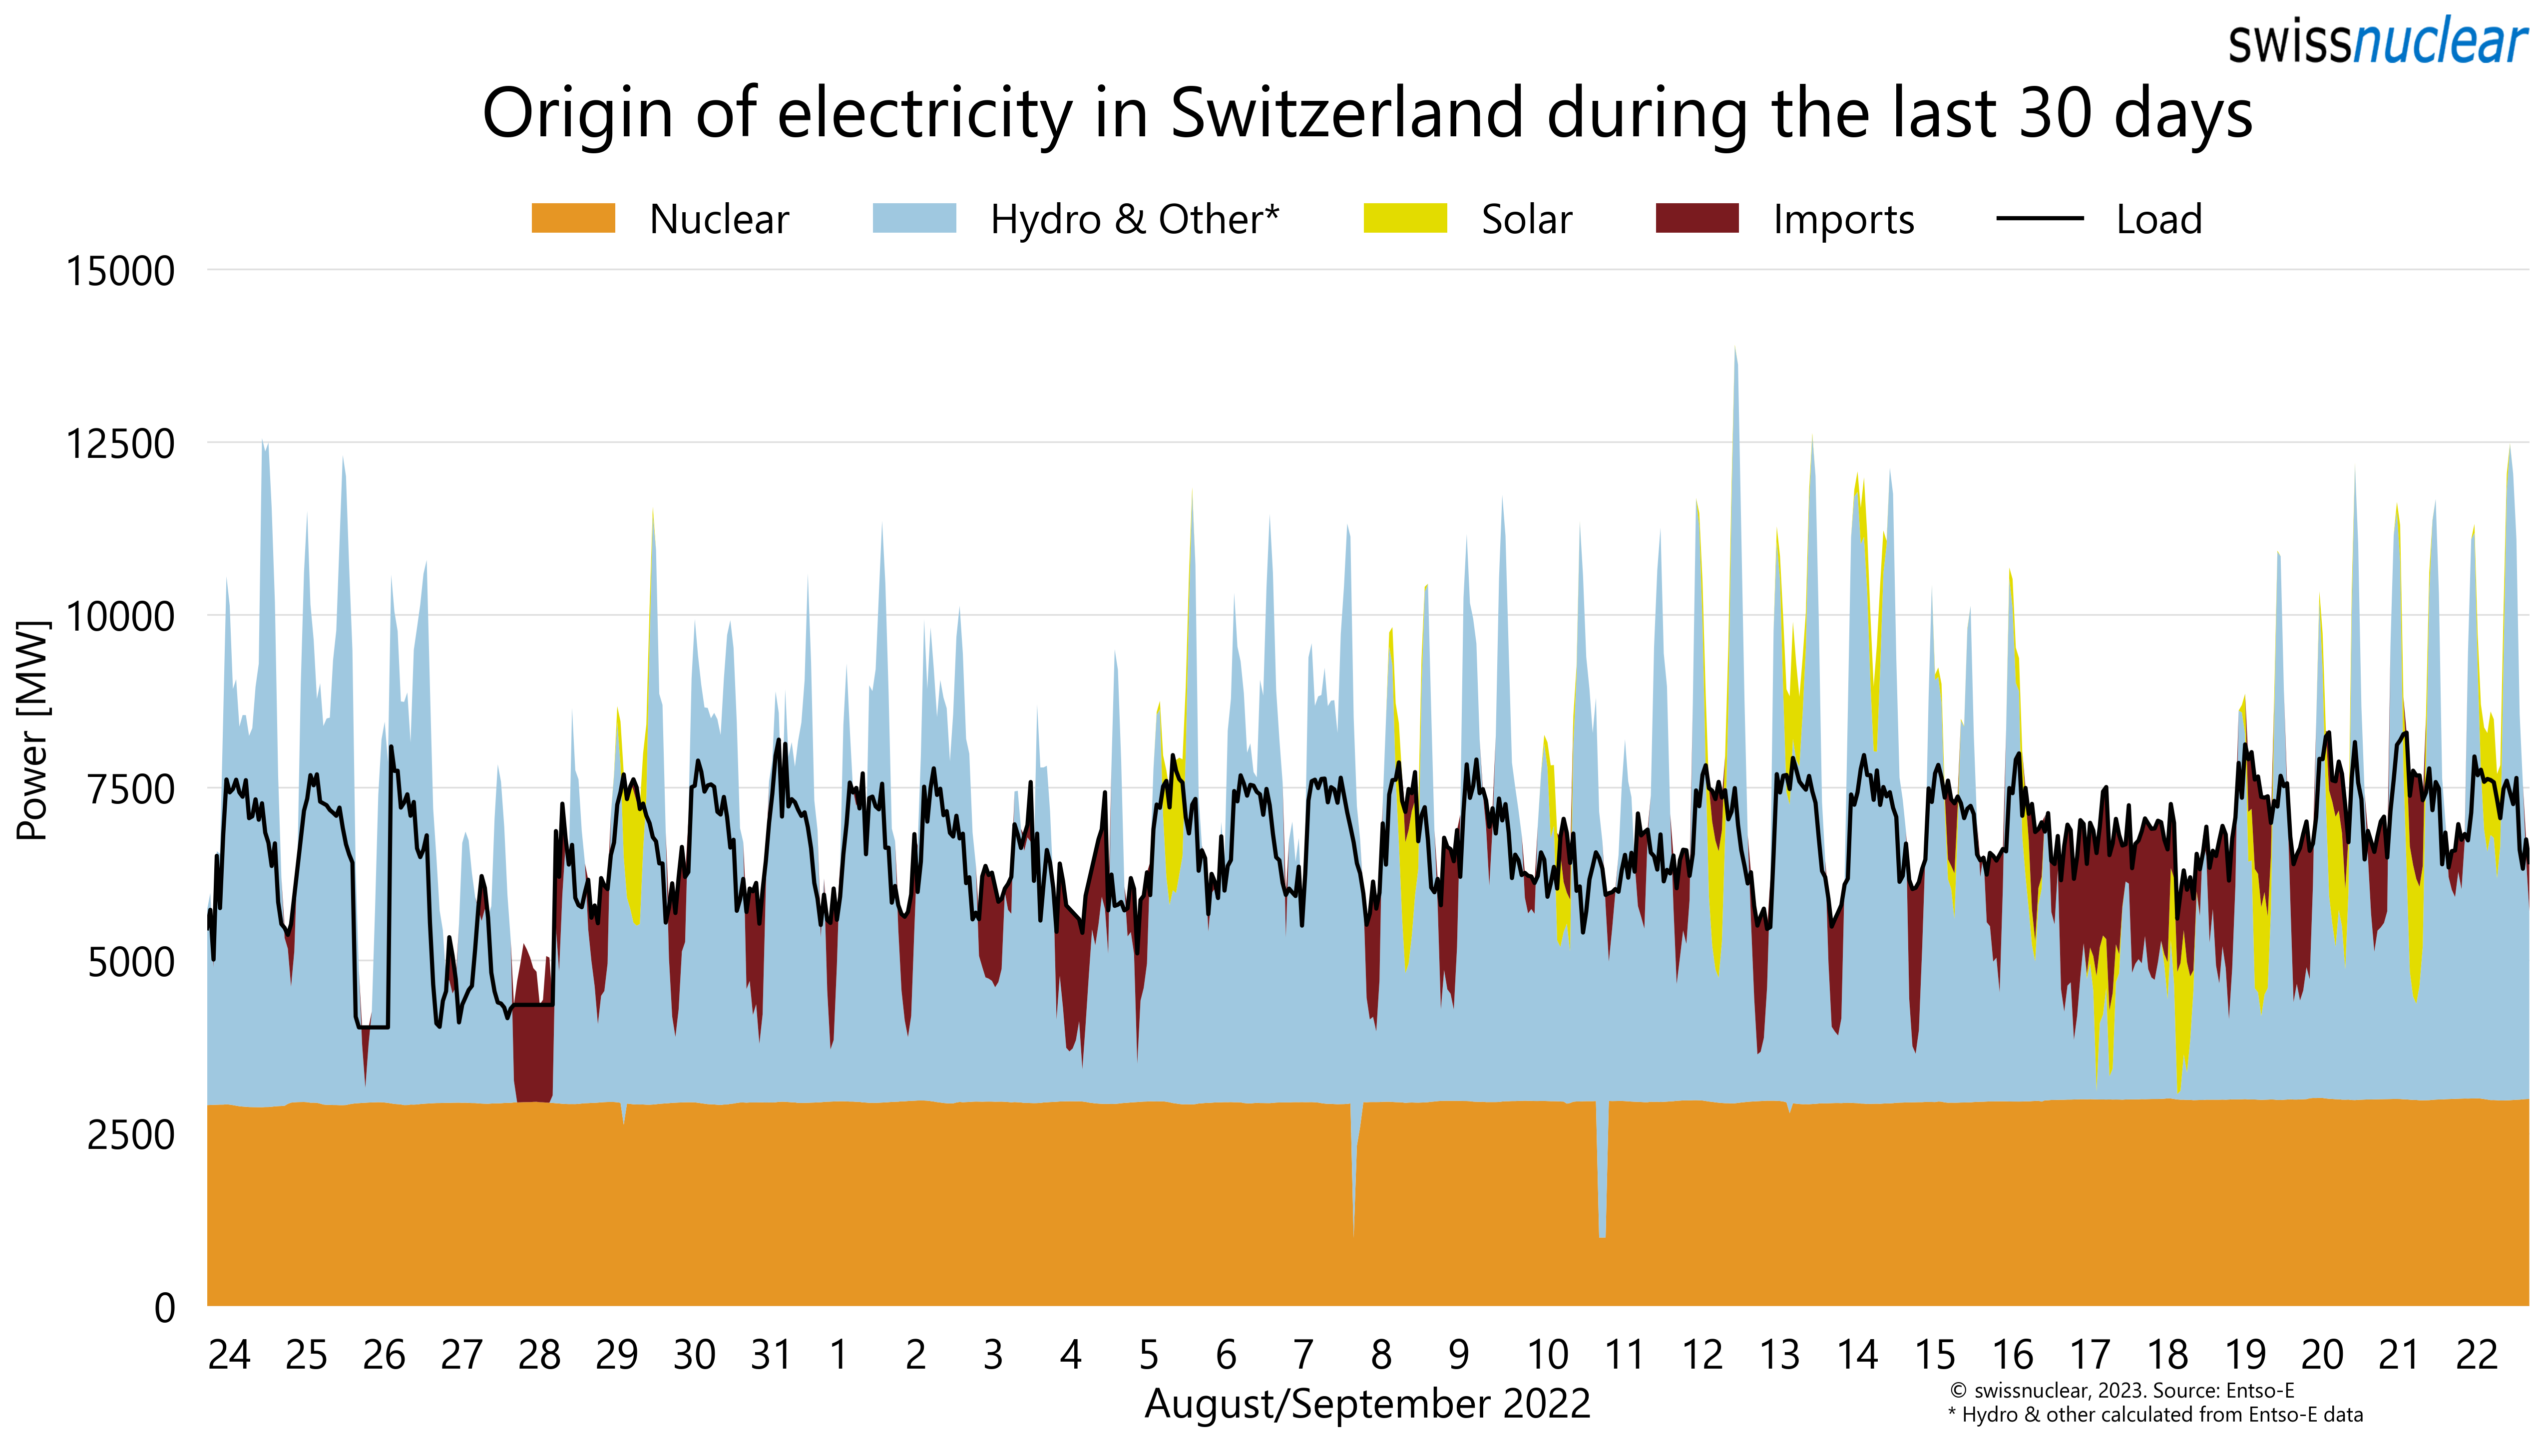 swissnuclear
Origin of electricity in Switzerland during the last 30 days
Nuclear Hydro & Other* Solar Imports Load
15000
12500
10000
7500
5000
2500
0
Power [MW]
24 25 26 27 28 29 30 31 1 2 3 4 5 6 7 8 9 10 11 12 13 14 15 16 17 18 19 20 21 22
August/September 2022
© swissnuclear, 2023. Source: Entso-E
* Hydro & other calculated from Entso-E data